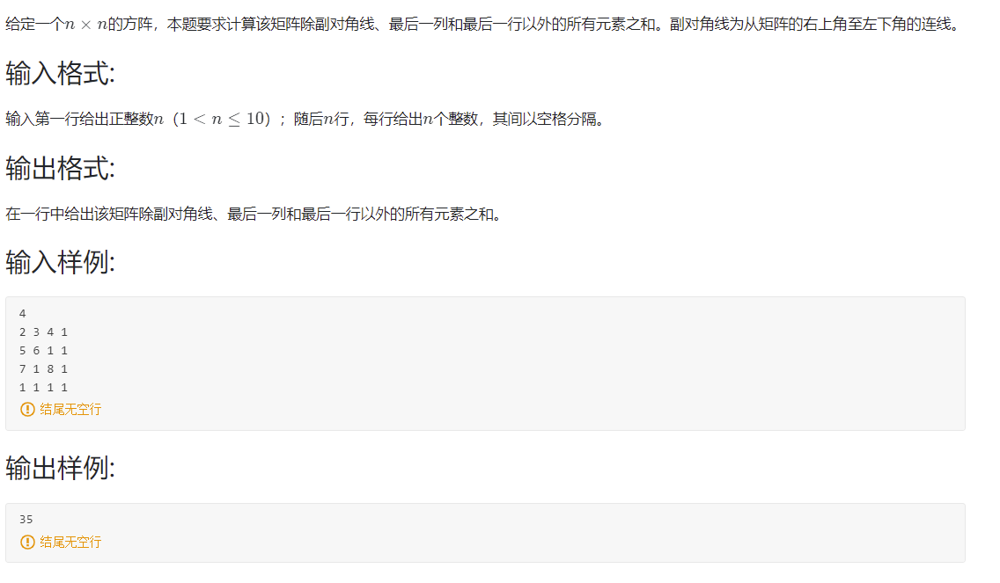 给定一个n × n的方阵，本题要求计算该矩阵除副对角线、最后一列和最后一行以外的所有元素之和。副对角线为从矩阵的右上角至左下角的连线。
输入格式:
输入第一行给出正整数n（1 < n ≤ 10）；随后n行，每行给出n个整数，其间以空格分隔。
输出格式:
在一行中给出该矩阵除副对角线、最后一列和最后一行以外的所有元素之和。
输入样例:
4
2 3 4 1
5 6 1 1
7 1 8 1
1 1 1 1
结尾无空行
输出样例:
35
结尾无空行